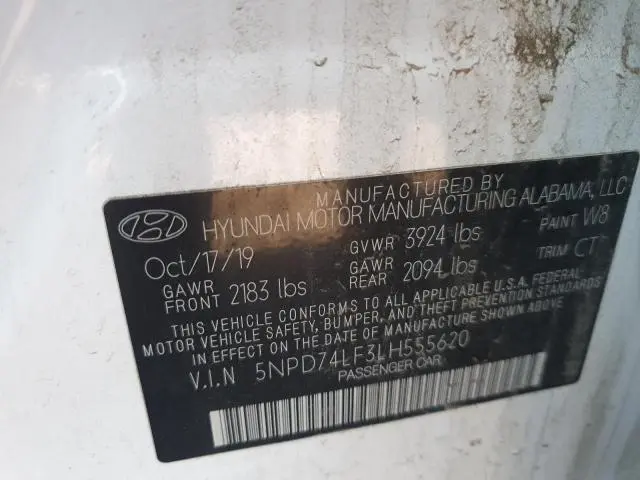 MANUFACTURED BY
HYUNDAI MOTOR MANUFACTURING ALABAMA, LLC
Oct/17/19 GVWR 3924 lbs PAINT W8
GAWR FRONT 2183 lbs GAWR REAR 2094 lbs TRIM CT
THIS VEHICLE CONFORMS TO ALL APPLICABLE U.S.A. FEDERAL
MOTOR VEHICLE SAFETY, BUMPER, AND THEFT PREVENTION STANDARDS
IN EFFECT ON THE DATE OF MANUFACTURE SHOWN ABOVE.
V.I.N 5NPD74LF3LH555620
PASSENGER CAR